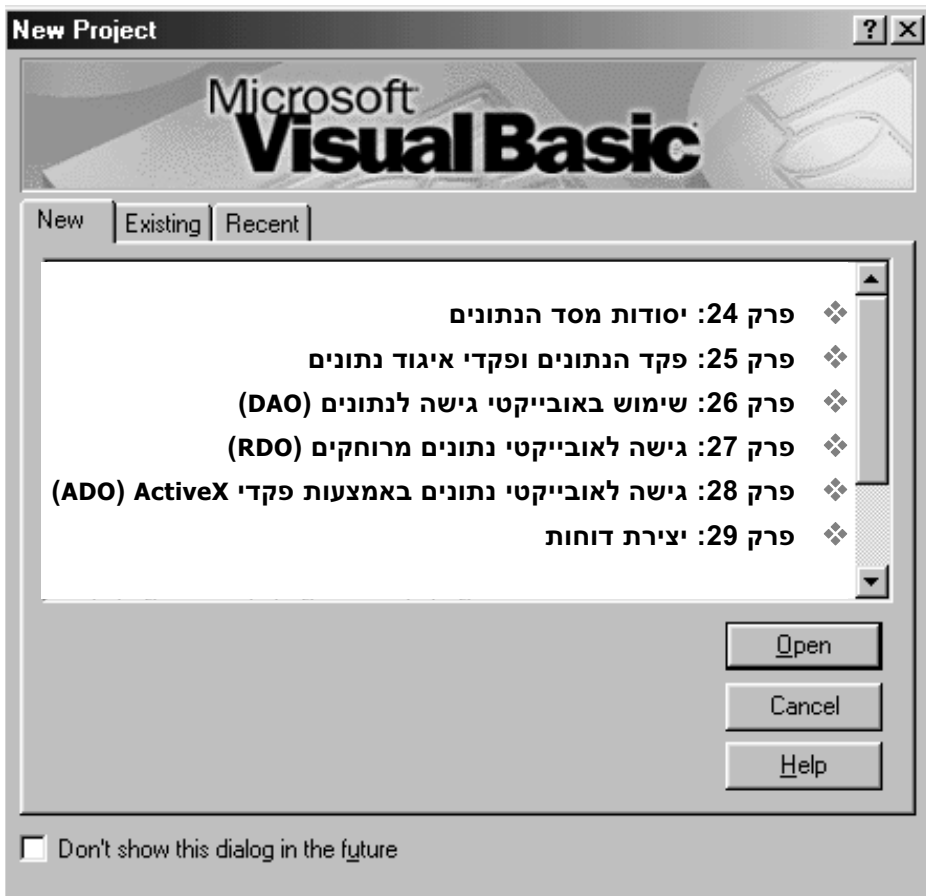 New Project
Microsoft
Visual Basic
New Existing Recent
פרק 24: יסודות מסד הנתונים
פרק 25: פקד הנתונים ופקדי איגוד נתונים
פרק 26: שימוש באובייקטי גישה לנתונים (DAO)
פרק 27: גישה לאובייקטי נתונים מרוחקים (RDO)
פרק 28: גישה לאובייקטי נתונים באמצעות פקדי ActiveX (ADO)
פרק 29: יצירת דוחות
Open
Cancel
Help
Don't show this dialog in the future